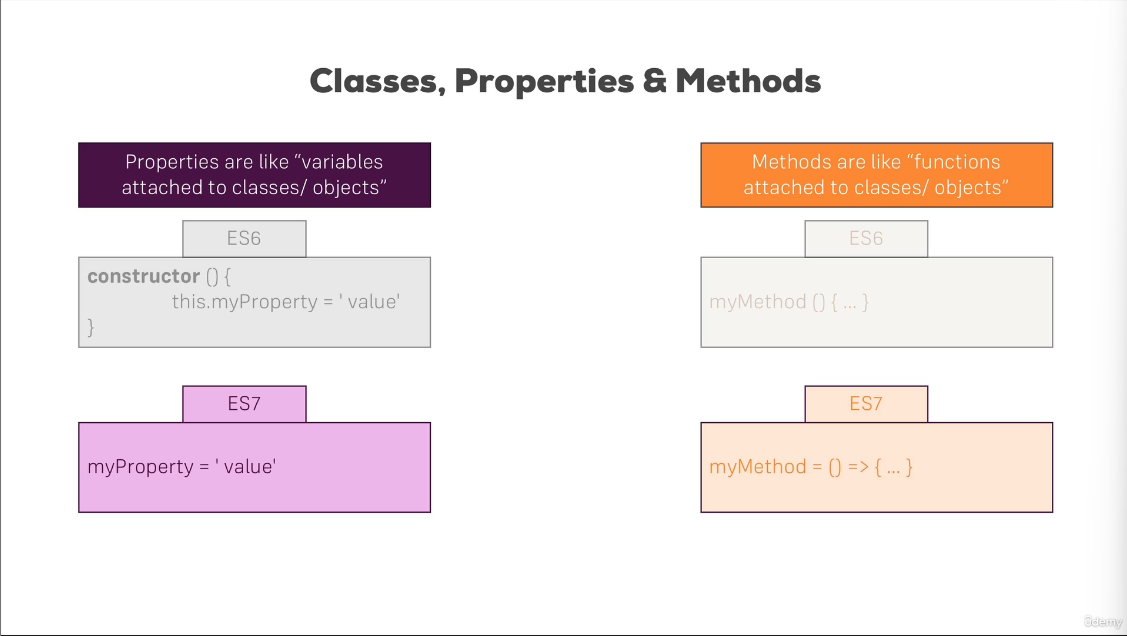 Classes, Properties & Methods
Properties are like “variables
attached to classes/ objects”
ES6
constructor () {
this.myProperty = ' value'
}
ES7
myProperty = ' value'
Methods are like “functions
attached to classes/ objects”
ES6
myMethod () { ... }
ES7
myMethod = () => { ... }
ûdemy